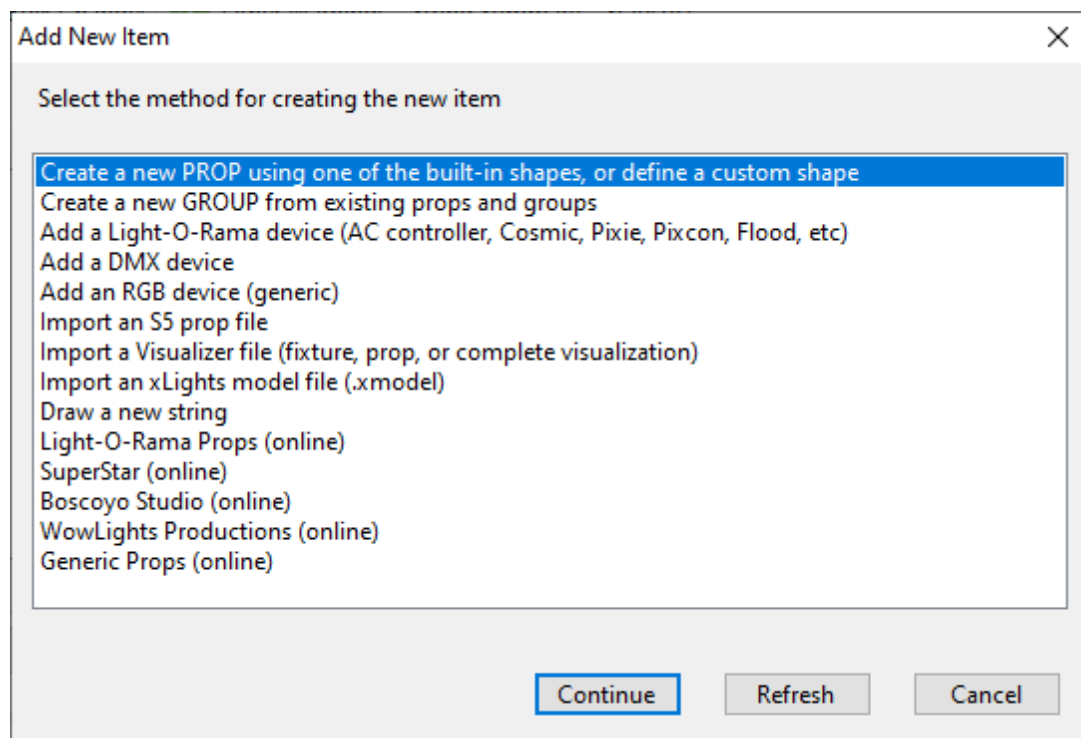 Add New Item
Select the method for creating the new item
Create a new PROP using one of the built-in shapes, or define a custom shape
Create a new GROUP from existing props and groups
Add a Light-O-Rama device (AC controller, Cosmic, Pixie, Pixcon, Flood, etc)
Add a DMX device
Add an RGB device (generic)
Import an S5 prop file
Import a Visualizer file (fixture, prop, or complete visualization)
Import an xLights model file (.xmodel)
Draw a new string
Light-O-Rama Props (online)
SuperStar (online)
Boscoyo Studio (online)
WowLights Productions (online)
Generic Props (online)
Continue Refresh Cancel